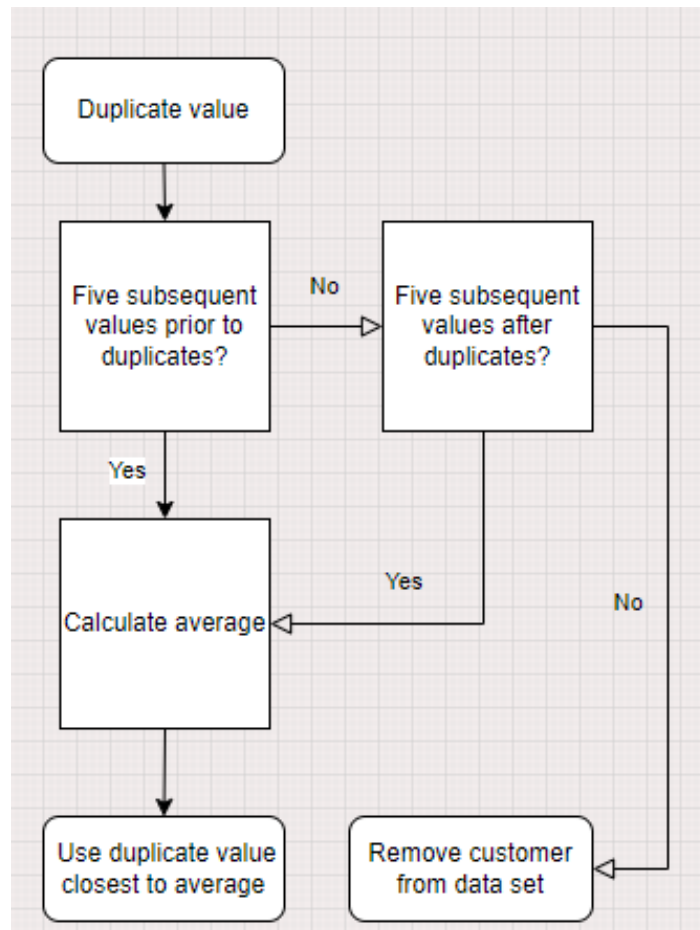 Duplicate value
Five subsequent
values prior to
duplicates?
No
Five subsequent
values after
duplicates?
Yes
Calculate average
Yes
No
Use duplicate value
closest to average
Remove customer
from data set